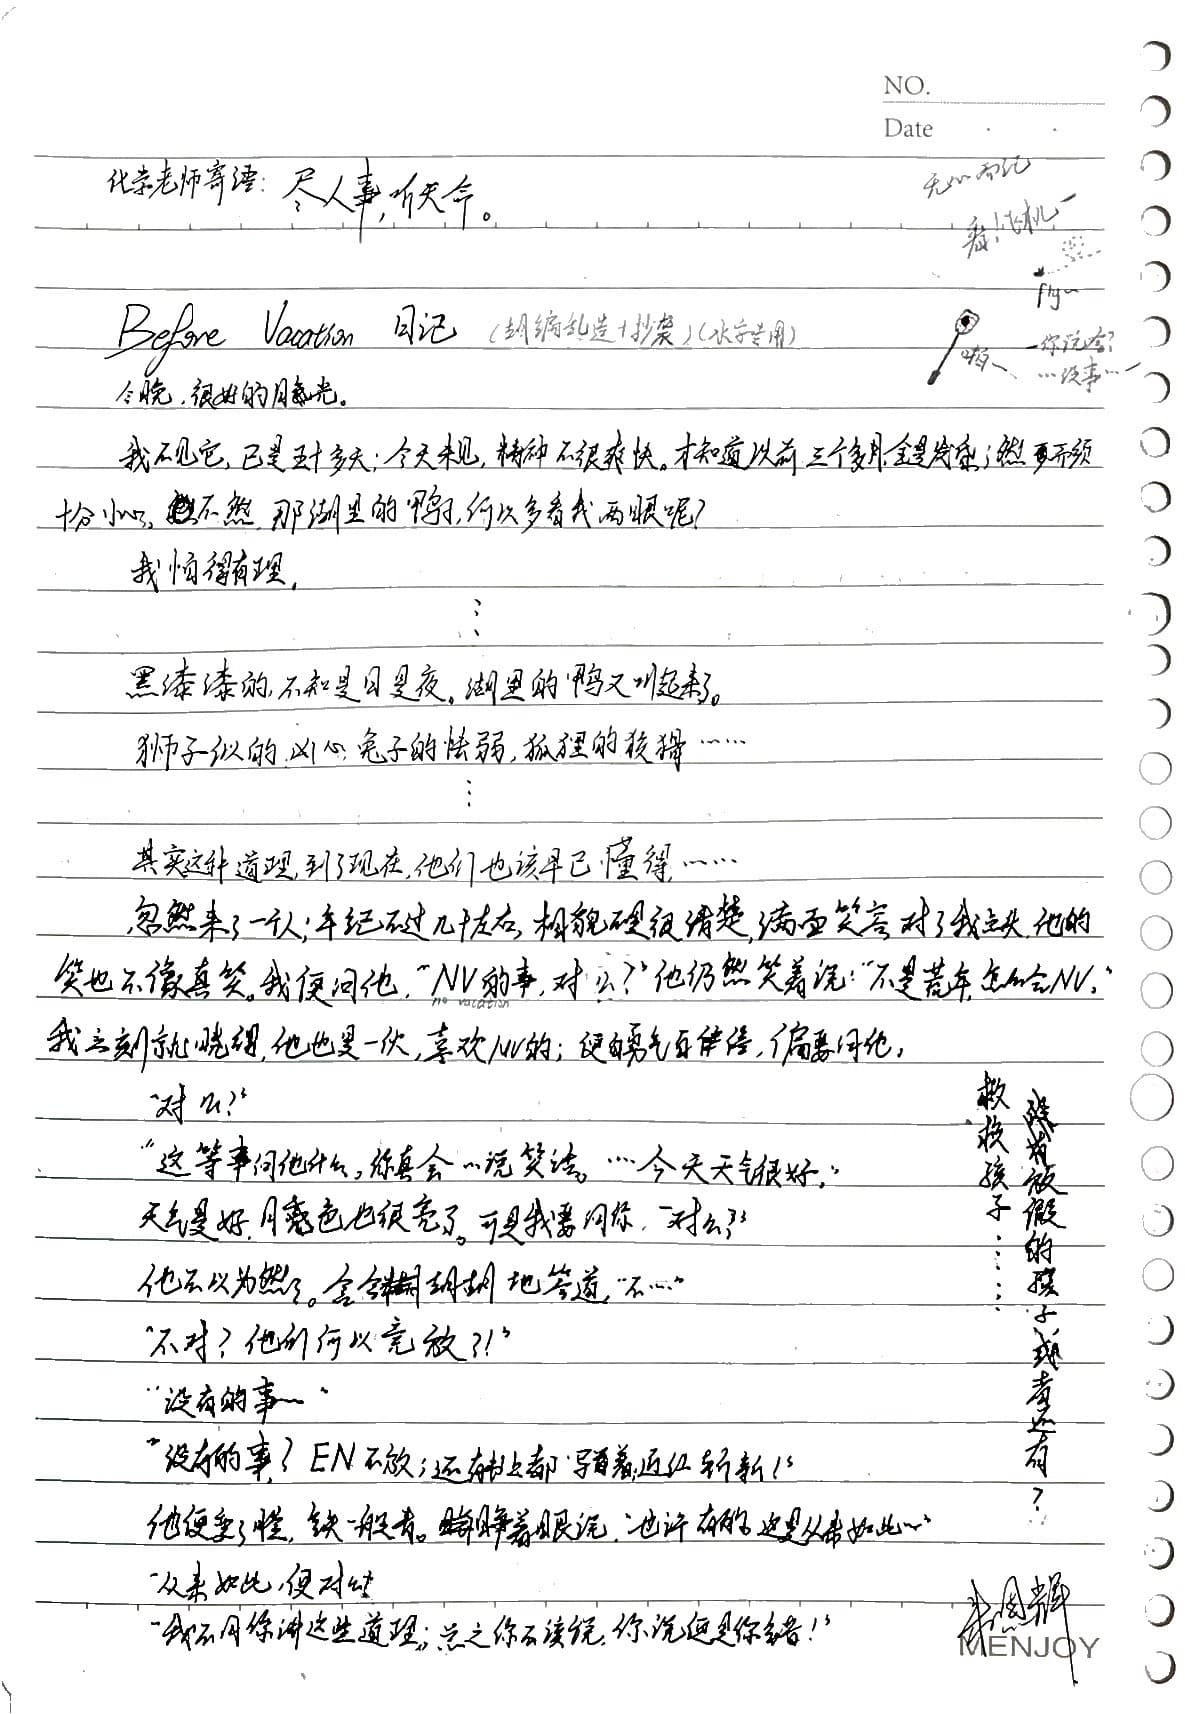 NO.
Date
化学老师寄语：尽人事，听天命。
看！飞机一
fly~
Before Vacation 日记（胡编乱造+抄袭）（水字专用）
一你说啥？
…没事…一
今晚，很好的月光。
我不见它，已是五十多天；今天来见，精神不很爽快。才知道以前三个多月，全是发昏；然而须
十分小心，不然，那湖里的鸭子，何以多看我两眼呢？
我怕得有理。
⋮
黑漆漆的，不知是日是夜。湖里的鸭又叫起来了。
狮子似的凶心，兔子的怯弱，狐狸的狡猾……
⋮
其实这种道理，到了现在，他们也该早已懂得……
忽然来了一个人；年纪不过几十左右，相貌不是很清楚，满面笑容，对了我点头，他的
笑也不像真笑。我便问他，“NV的事，对么？”他仍然笑着说：“不是荒年，怎么会NV。”
no vacation
我立刻就晓得，他也是一伙，喜欢NV的；便自勇气百倍，偏要问他。
“对么？”
“这等事问他什么。你真会…说笑话。…今天天气很好。”
天气是好，月色也很亮了。可是我要问你，“对么？”
他不以为然了。含含糊胡地答道，“不…”
“不对？他们何以竟放？！”
“没有的事…”
“没有的事？EN不放；还有书上都写着，通红斩新！”
他便变了脸，铁一般青。睁着眼说，“也许有的，这是从来如此…”
“从来如此，便对么
“我不同你讲这些道理；总之你不该说，你说便是你错！”
没有放假的孩子，或者还有？
救救孩子……
MENJOY